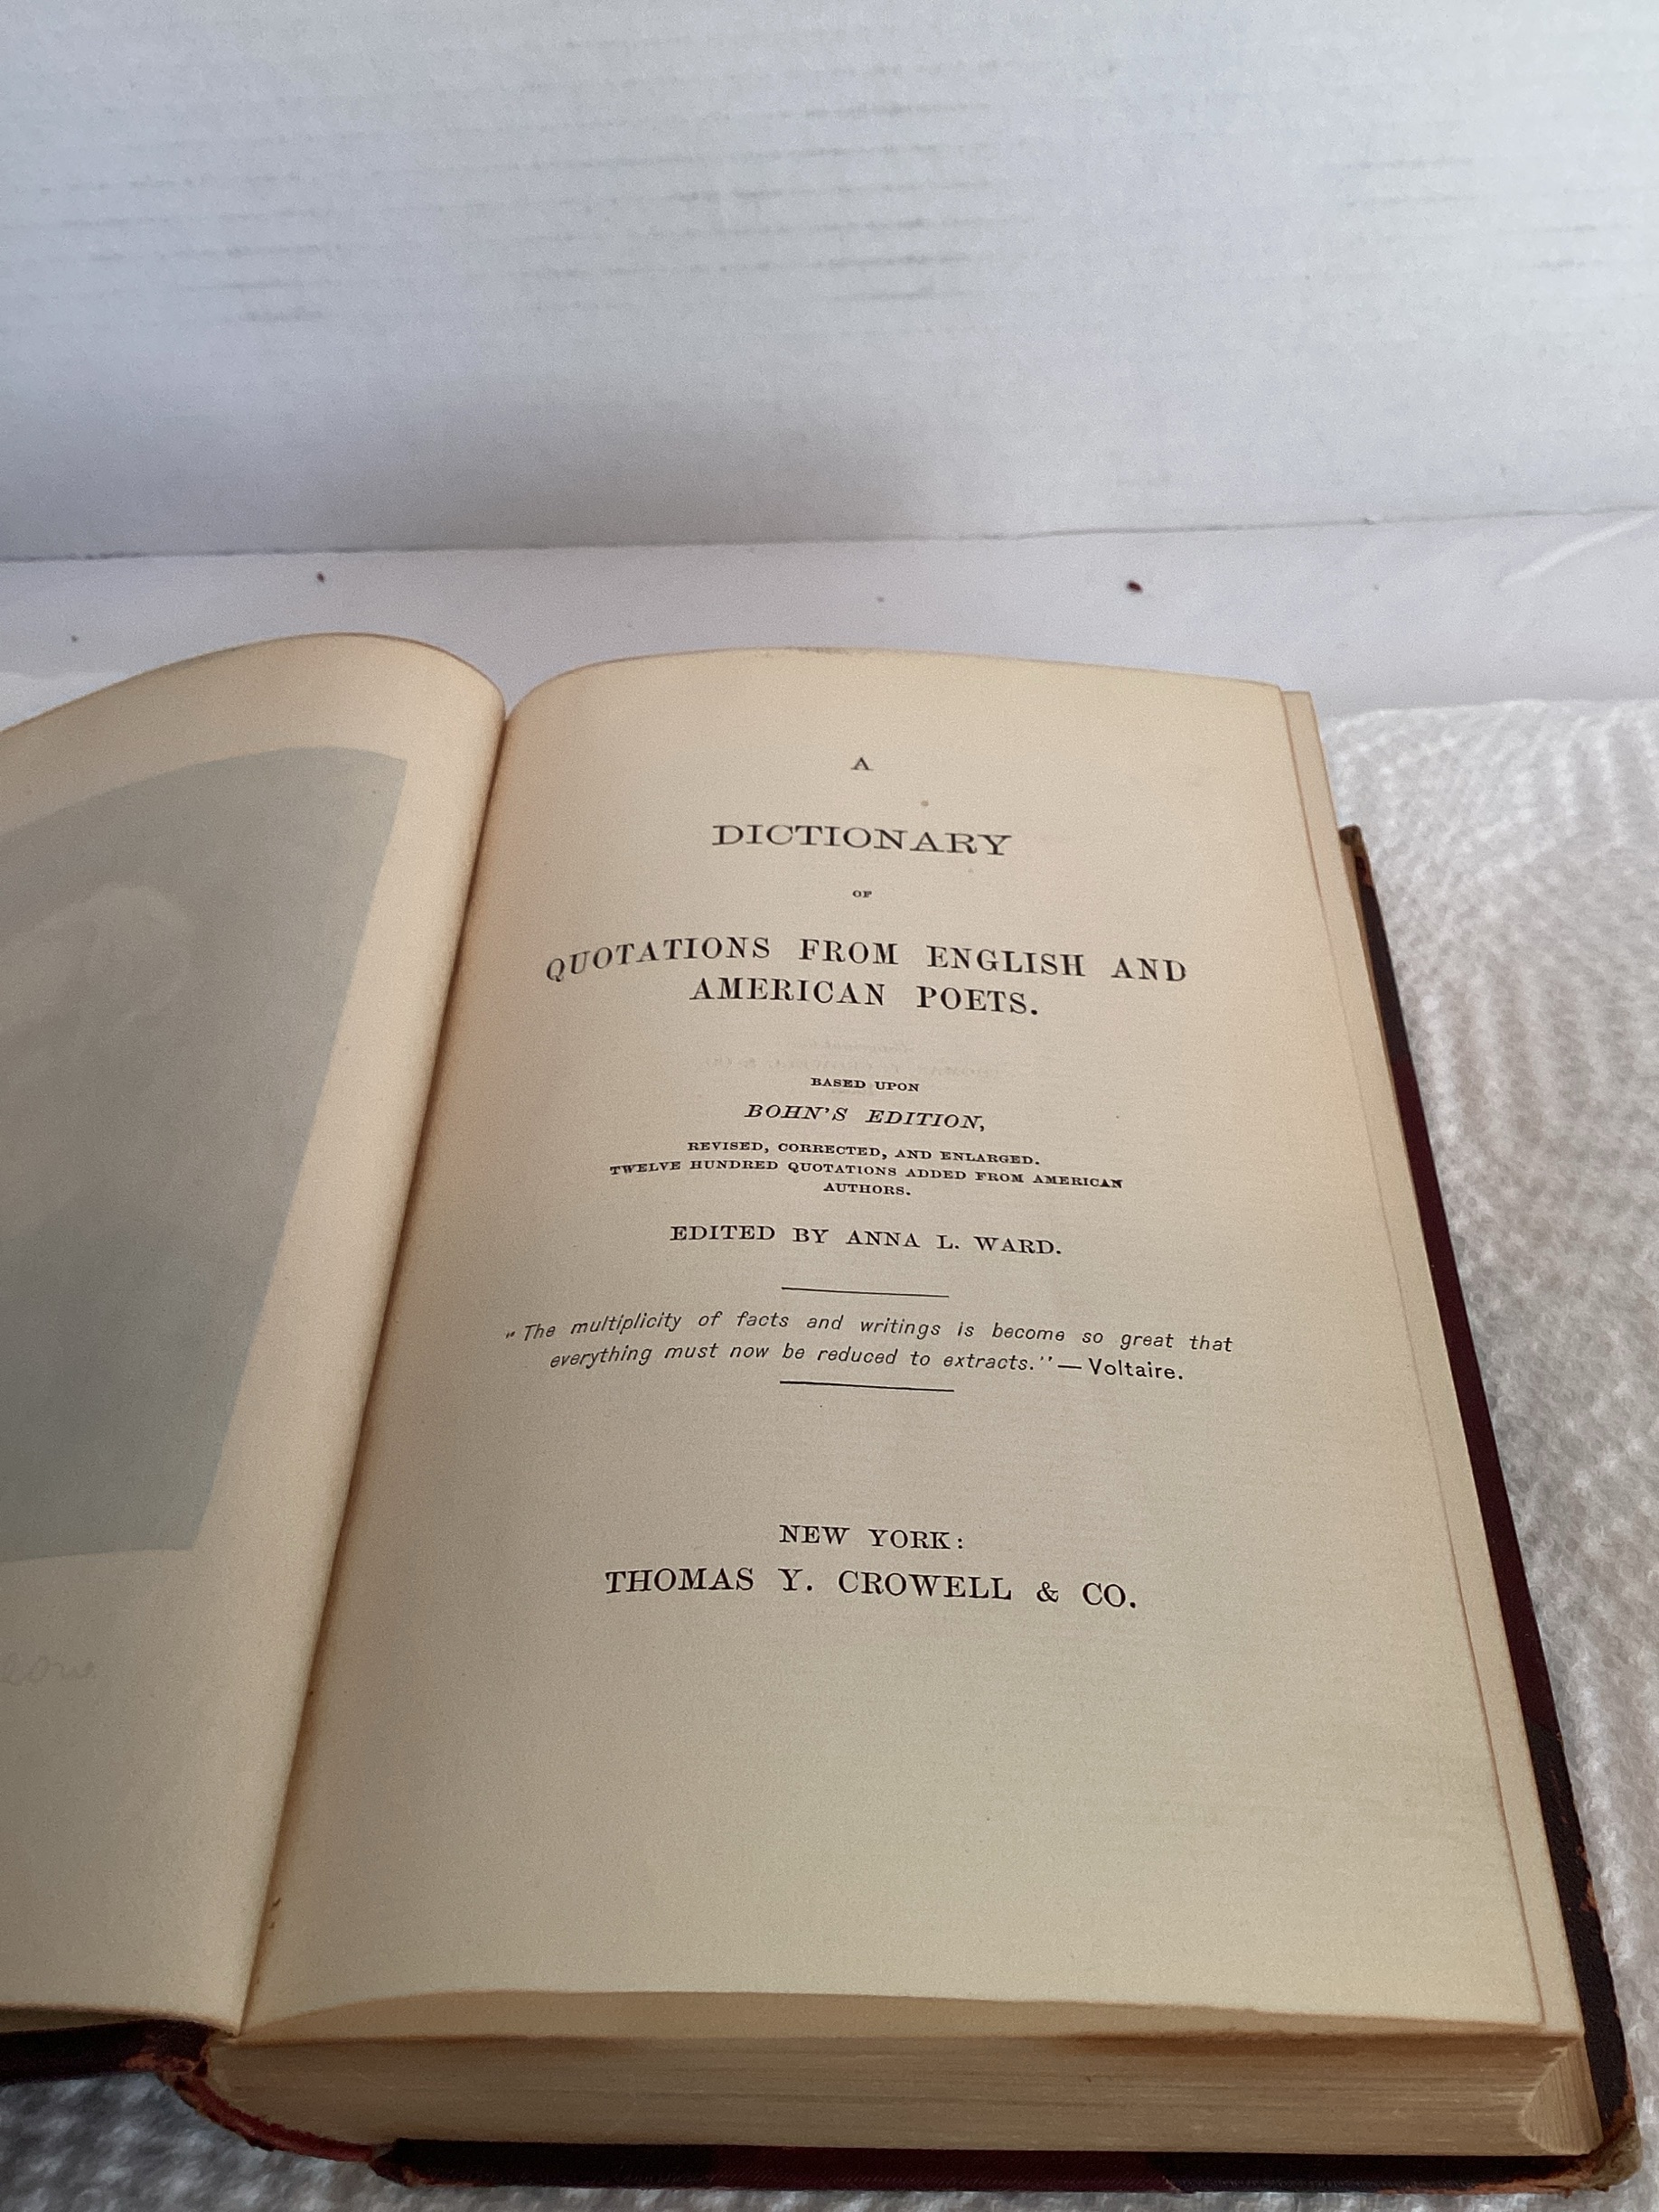 A
DICTIONARY
OF
QUOTATIONS FROM ENGLISH AND
AMERICAN POETS.
BASED UPON
BOHN'S EDITION,
REVISED, CORRECTED, AND ENLARGED.
TWELVE HUNDRED QUOTATIONS ADDED FROM AMERICAN
AUTHORS.
EDITED BY ANNA L. WARD.
"The multiplicity of facts and writings is become so great that
everything must now be reduced to extracts."—Voltaire.
NEW YORK:
THOMAS Y. CROWELL & CO.